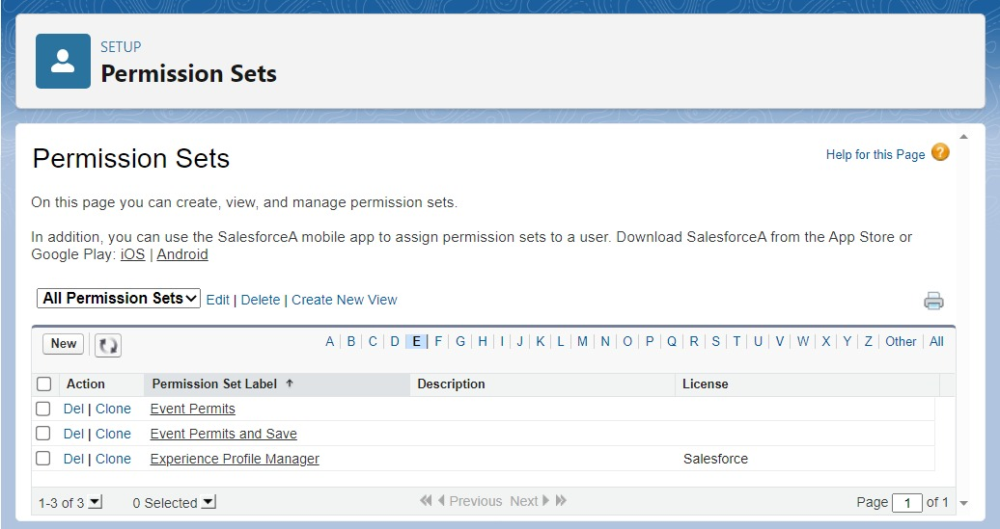 SETUP
Permission Sets
Permission Sets
Help for this Page ?
On this page you can create, view, and manage permission sets.
In addition, you can use the SalesforceA mobile app to assign permission sets to a user. Download SalesforceA from the App Store or
Google Play: iOS | Android
All Permission Sets Edit | Delete | Create New View
New A | B | C | D | E | F | G | H | I | J | K | L | M | N | O | P | Q | R | S | T | U | V | W | X | Y | Z | Other | All
Action Permission Set Label ↑ Description License
Del | Clone Event Permits
Del | Clone Event Permits and Save
Del | Clone Experience Profile Manager Salesforce
1-3 of 3 0 Selected Previous Next Page 1 of 1